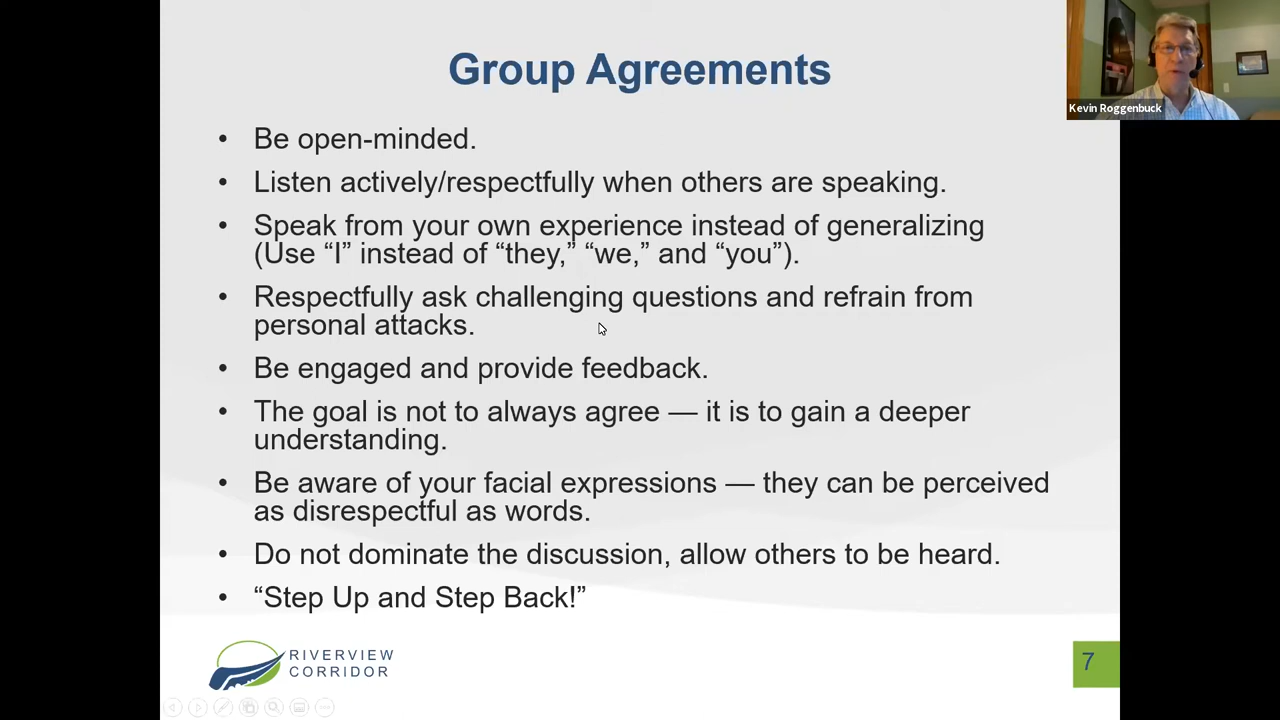 Group Agreements
Kevin Roggenbuck
• Be open-minded.
• Listen actively/respectfully when others are speaking.
• Speak from your own experience instead of generalizing
(Use “I” instead of “they,” “we,” and “you”).
• Respectfully ask challenging questions and refrain from
personal attacks.
• Be engaged and provide feedback.
• The goal is not to always agree — it is to gain a deeper
understanding.
• Be aware of your facial expressions — they can be perceived
as disrespectful as words.
• Do not dominate the discussion, allow others to be heard.
• “Step Up and Step Back!”
RIVERVIEW
CORRIDOR
7